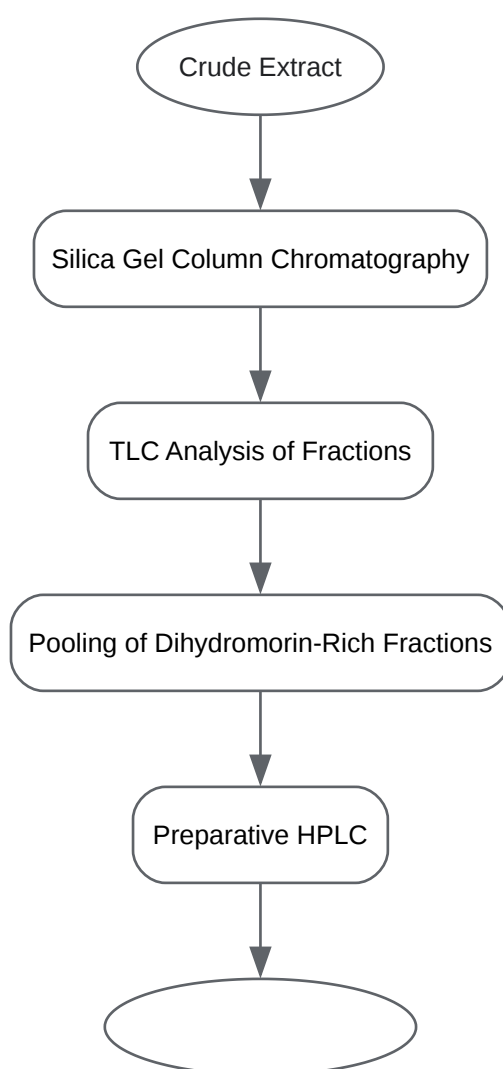 Crude Extract
Silica Gel Column Chromatography
TLC Analysis of Fractions
Pooling of Dihydromorin-Rich Fractions
Preparative HPLC